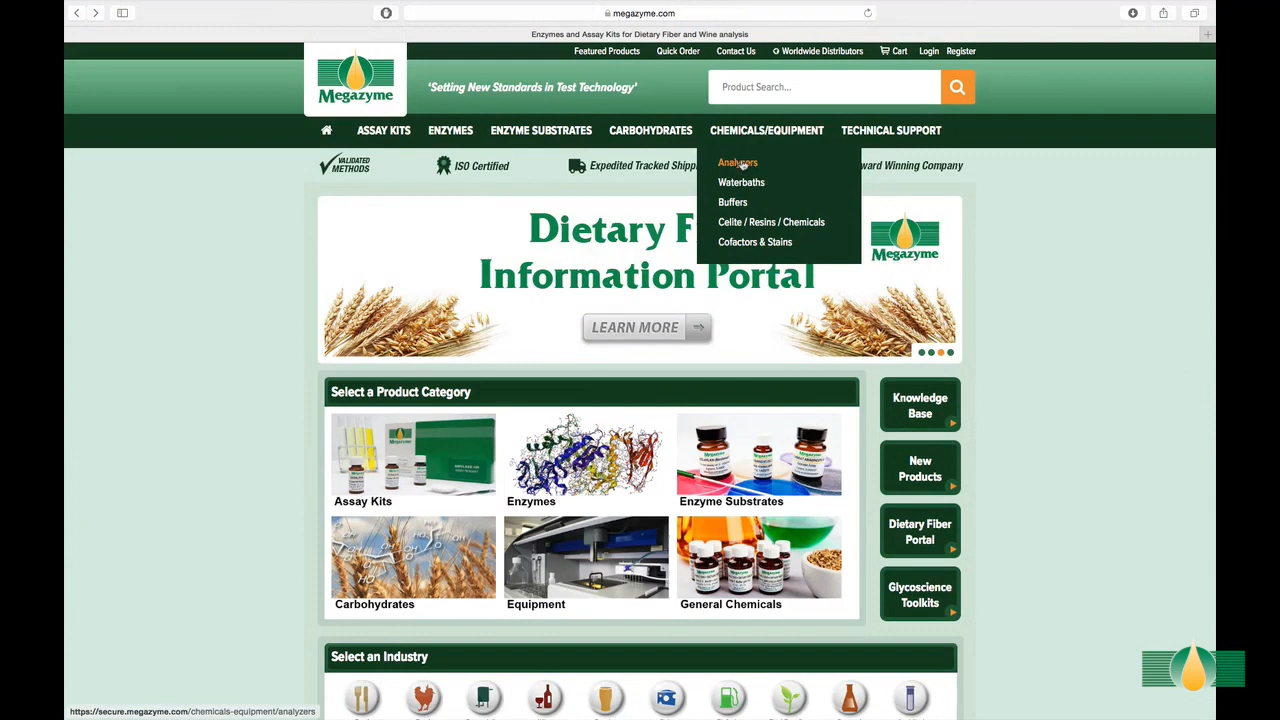 megazyme.com
Enzymes and Assay Kits for Dietary Fiber and Wine analysis
Featured Products Quick Order Contact Us Worldwide Distributors Cart Login Register
Megazyme
'Setting New Standards in Test Technology'
Product Search...
ASSAY KITS ENZYMES ENZYME SUBSTRATES CARBOHYDRATES CHEMICALS/EQUIPMENT TECHNICAL SUPPORT
VALIDATED
METHODS
ISO Certified
Expedited Tracked
Winning Company
Analyzers
Waterbaths
Buffers
Celite / Resins / Chemicals
Cofactors & Stains
Dietary F
Information Portal
Megazyme
LEARN MORE
Select a Product Category
Assay Kits
Enzymes
Enzyme Substrates
Carbohydrates
Equipment
General Chemicals
Knowledge
Base
New
Products
Dietary Fiber
Portal
Glycoscience
Toolkits
Select an Industry
https://secure.megazyme.com/chemicals-equipment/analyzers